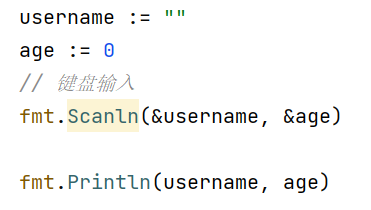 username := ""
age := 0
// 键盘输入
fmt.Scanln(&username, &age)
fmt.Println(username, age)